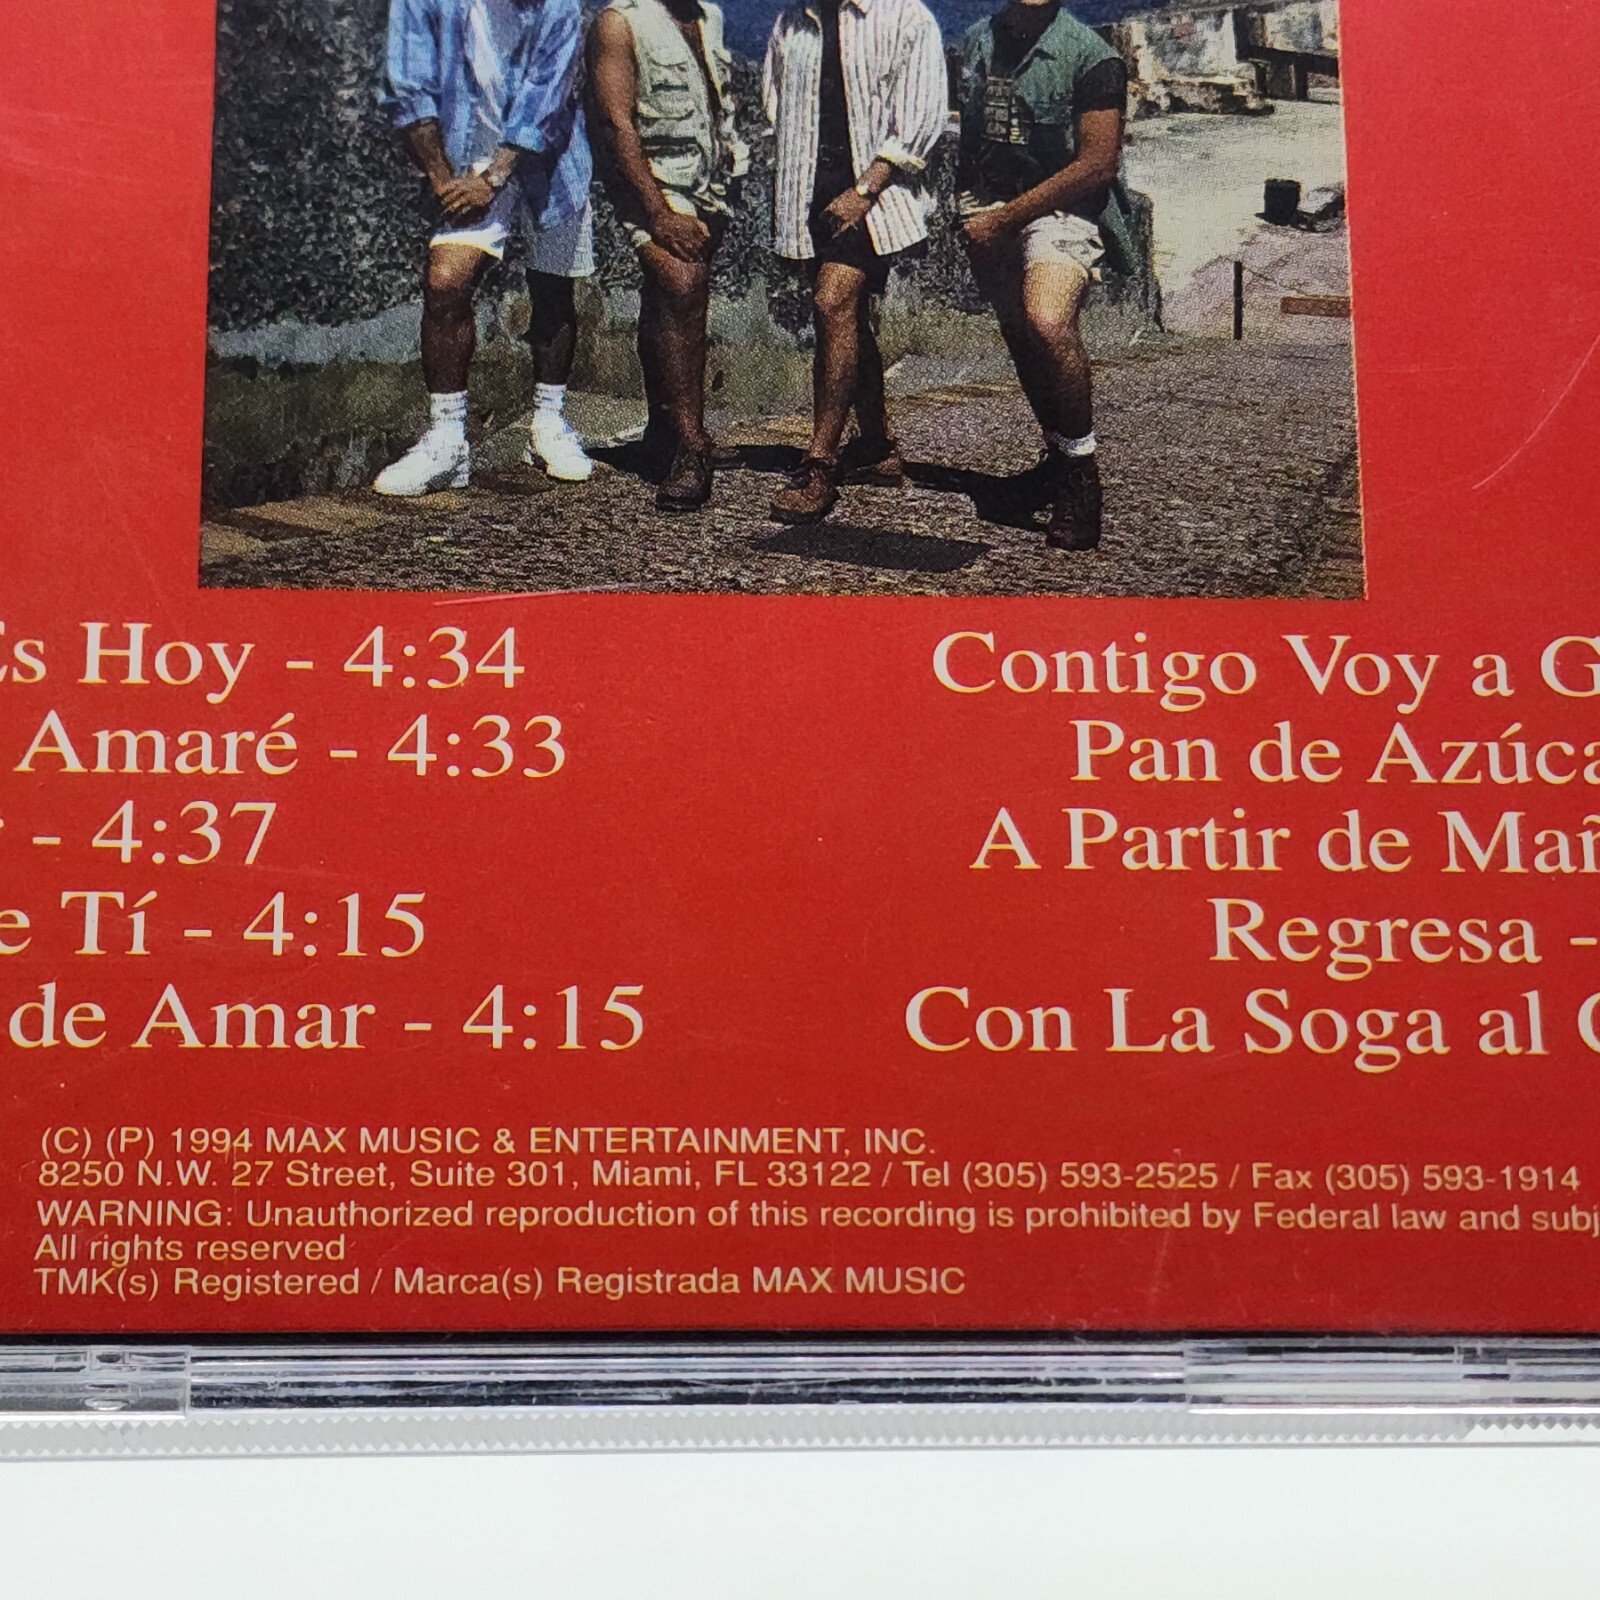 Es Hoy - 4:34
Amaré - 4:33
- 4:37
e Tí - 4:15
de Amar - 4:15
Contigo Voy a G
Pan de Azúca
A Partir de Mañ
Regresa -
Con La Soga al C
(C) (P) 1994 MAX MUSIC & ENTERTAINMENT, INC.
8250 N.W. 27 Street, Suite 301, Miami, FL 33122 / Tel (305) 593-2525 / Fax (305) 593-1914
WARNING: Unauthorized reproduction of this recording is prohibited by Federal law and subj
All rights reserved
TMK(s) Registered / Marca(s) Registrada MAX MUSIC